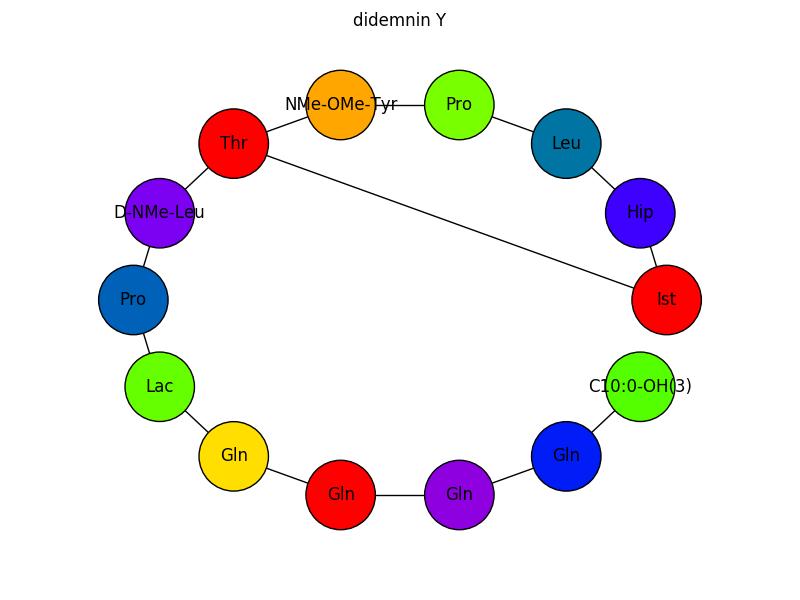 didemnin Y
NMe-OMe-Tyr
Pro
Thr
Leu
D-NMe-Leu
Hip
Pro
Ist
Lac
C10:0-OH(3)
Gln
Gln
Gln
Gln